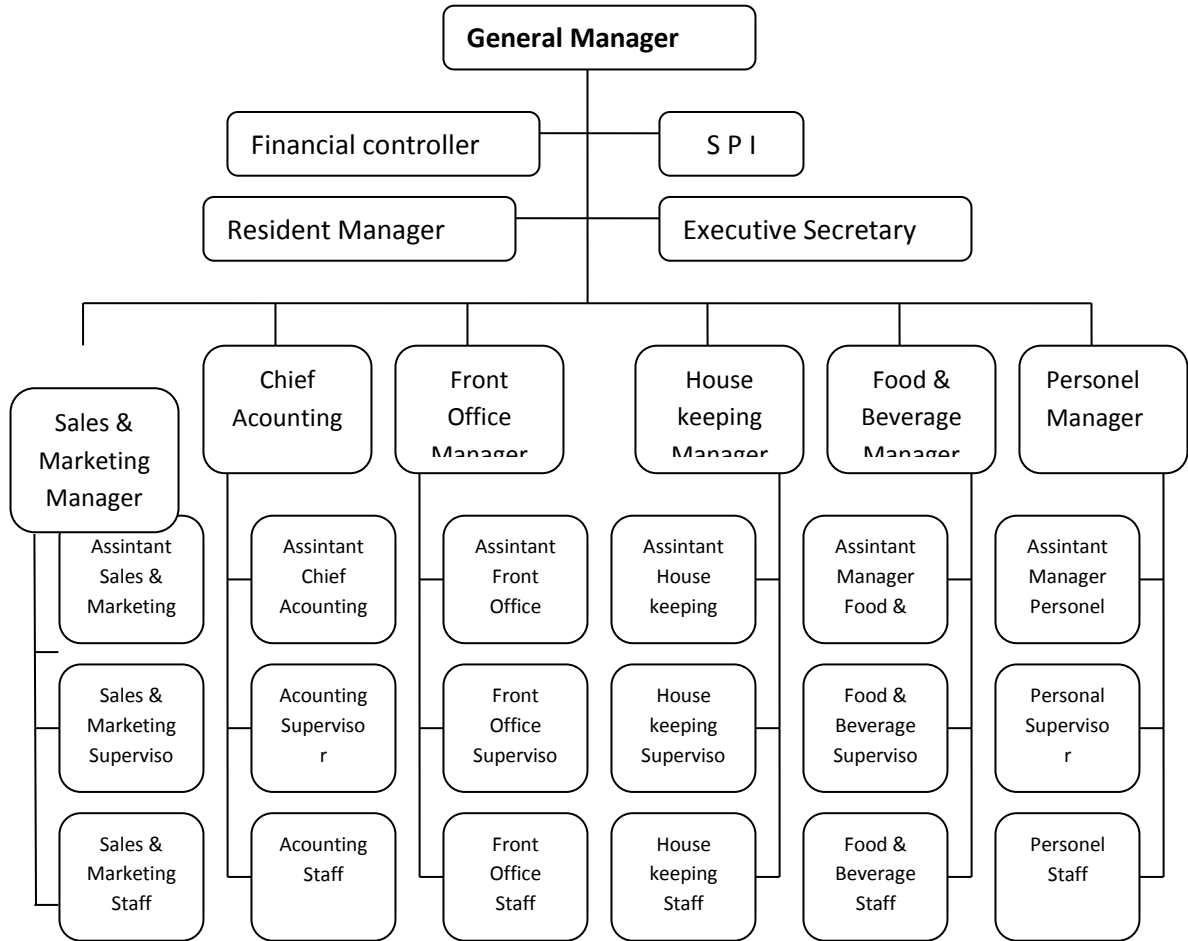 General Manager
Financial controller
S P I
Resident Manager
Executive Secretary
Sales &
Marketing
Manager
Chief
Acounting
Front
Office
Manager
House
keeping
Manager
Food &
Beverage
Manager
Personel
Manager
Assintant
Sales &
Marketing
Assintant
Chief
Acounting
Assintant
Front
Office
Assintant
House
keeping
Assintant
Manager
Food &
Assintant
Manager
Personel
Sales &
Marketing
Superviso
Acounting
Superviso
r
Front
Office
Superviso
House
keeping
Superviso
Food &
Beverage
Superviso
Personal
Superviso
r
Sales &
Marketing
Staff
Acounting
Staff
Front
Office
Staff
House
keeping
Staff
Food &
Beverage
Staff
Personel
Staff